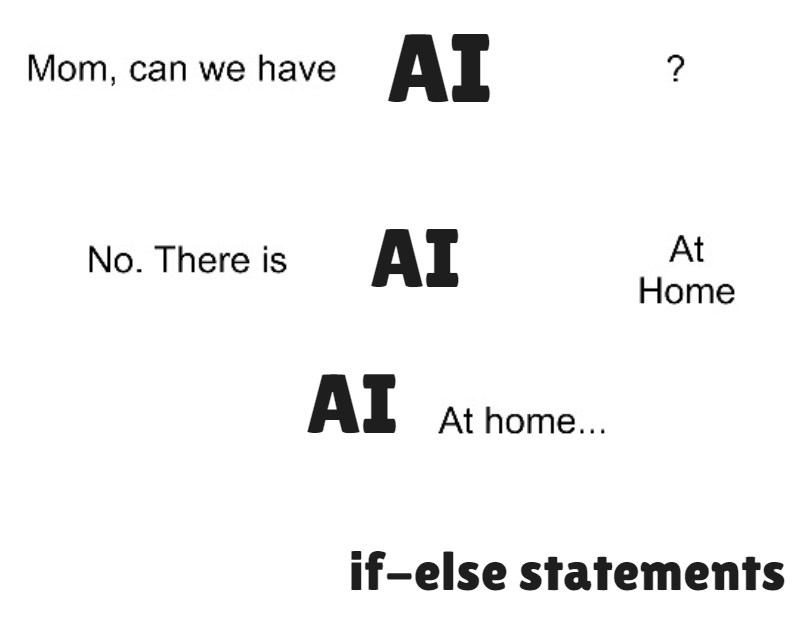 Mom, can we have AI ?
No. There is AI At Home
AI At home...
if-else statements